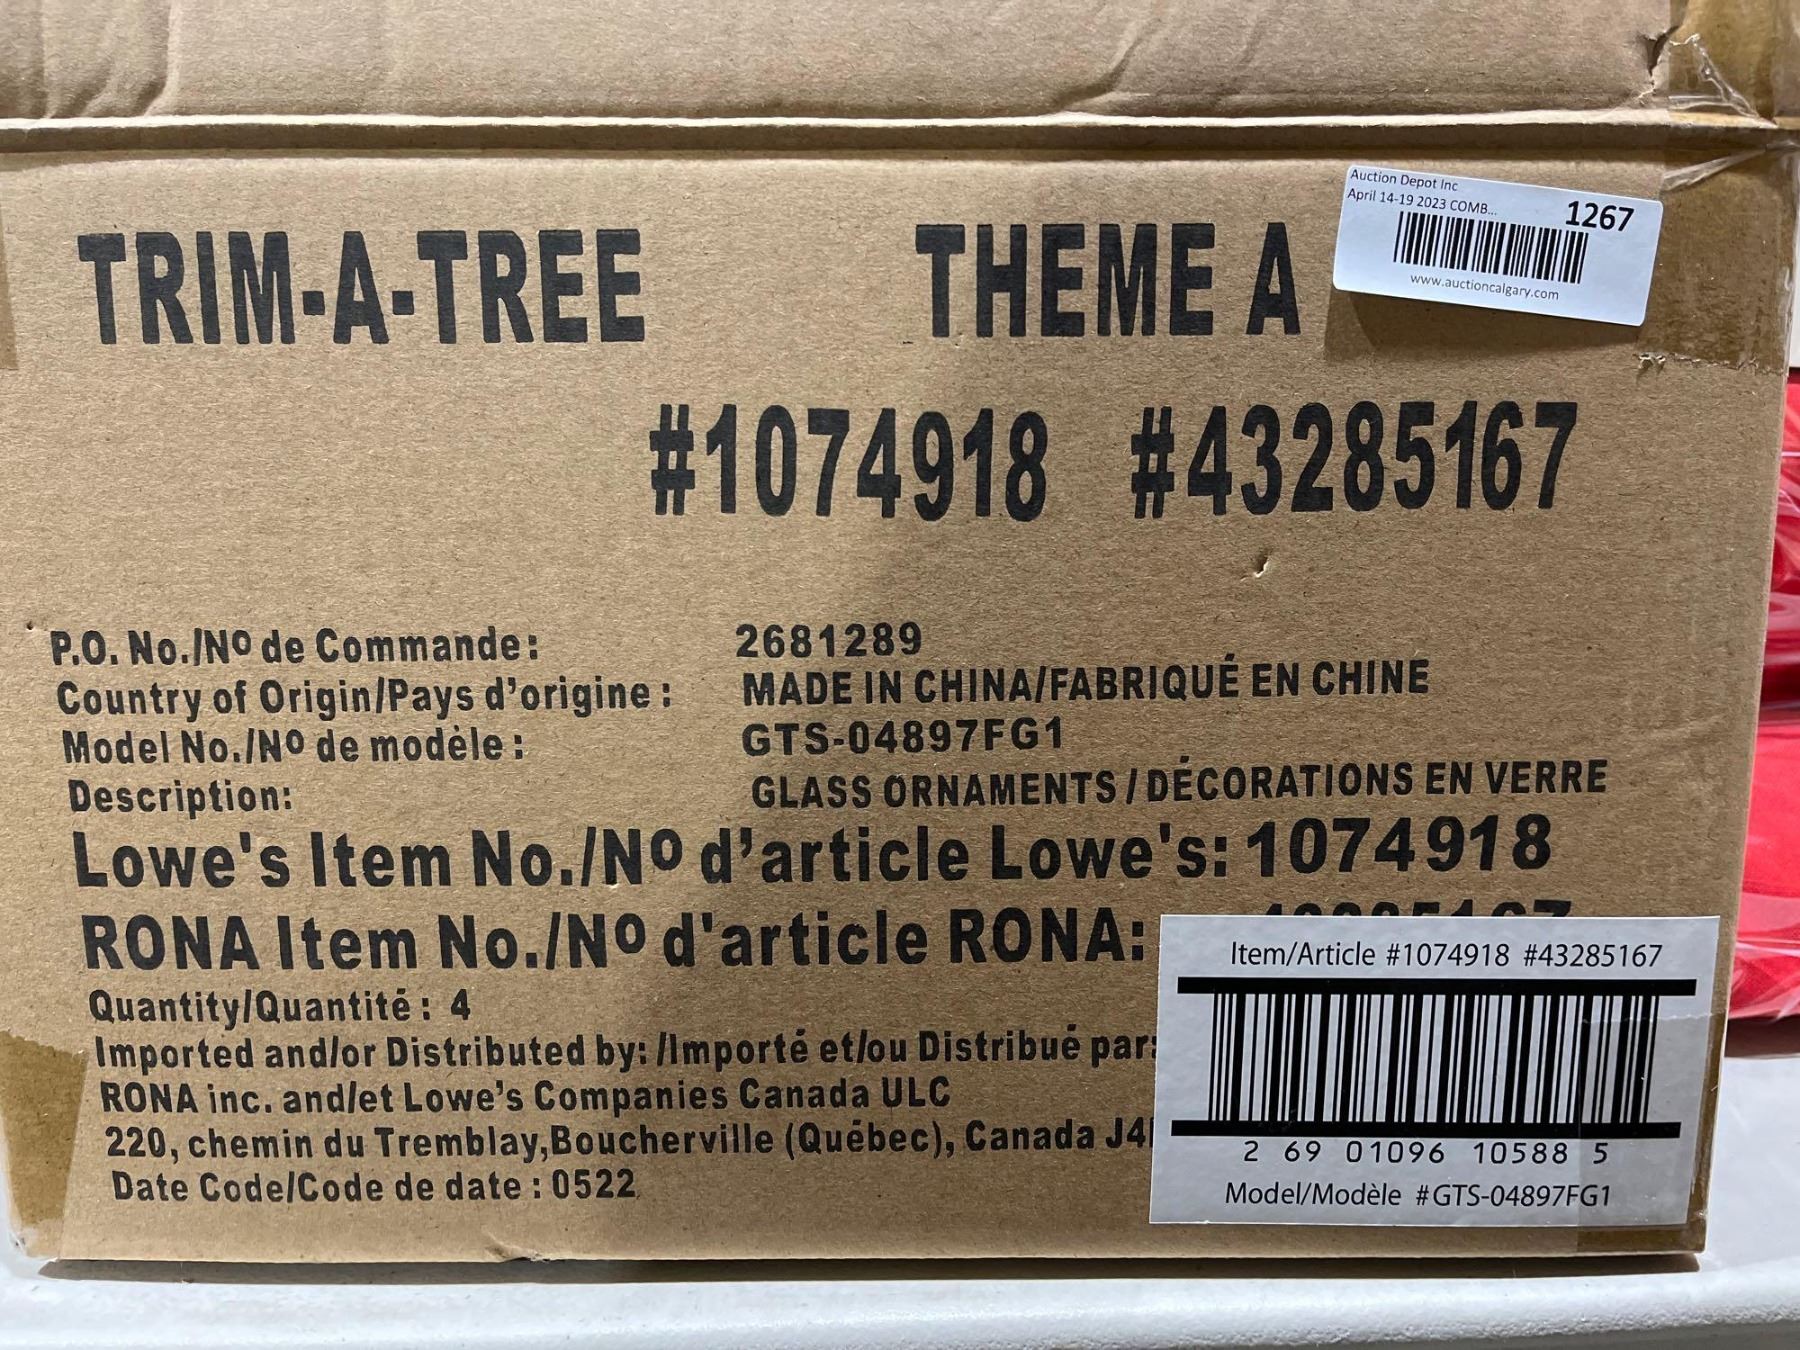 Auction Depot Inc
April 14-19 2023 COMB... 1267
www.auctioncalgary.com
TRIM-A-TREE THEME A
#1074918 #43285167
P.O. No./Nº de Commande: 2681289
Country of Origin/Pays d'origine : MADE IN CHINA/FABRIQUÉ EN CHINE
Model No./Nº de modèle : GTS-04897FG1
Description: GLASS ORNAMENTS / DÉCORATIONS EN VERRE
Lowe's Item No./Nº d'article Lowe's: 1074918
RONA Item No./Nº d'article RONA:
Quantity/Quantité : 4
Imported and/or Distributed by: /Importé et/ou Distribué par:
RONA inc. and/et Lowe's Companies Canada ULC
220, chemin du Tremblay,Boucherville (Québec), Canada
Date Code/Code de date : 0522
Item/Article #1074918 #43285167
2 69 01096 10588 5
Model/Modèle #GTS-04897FG1